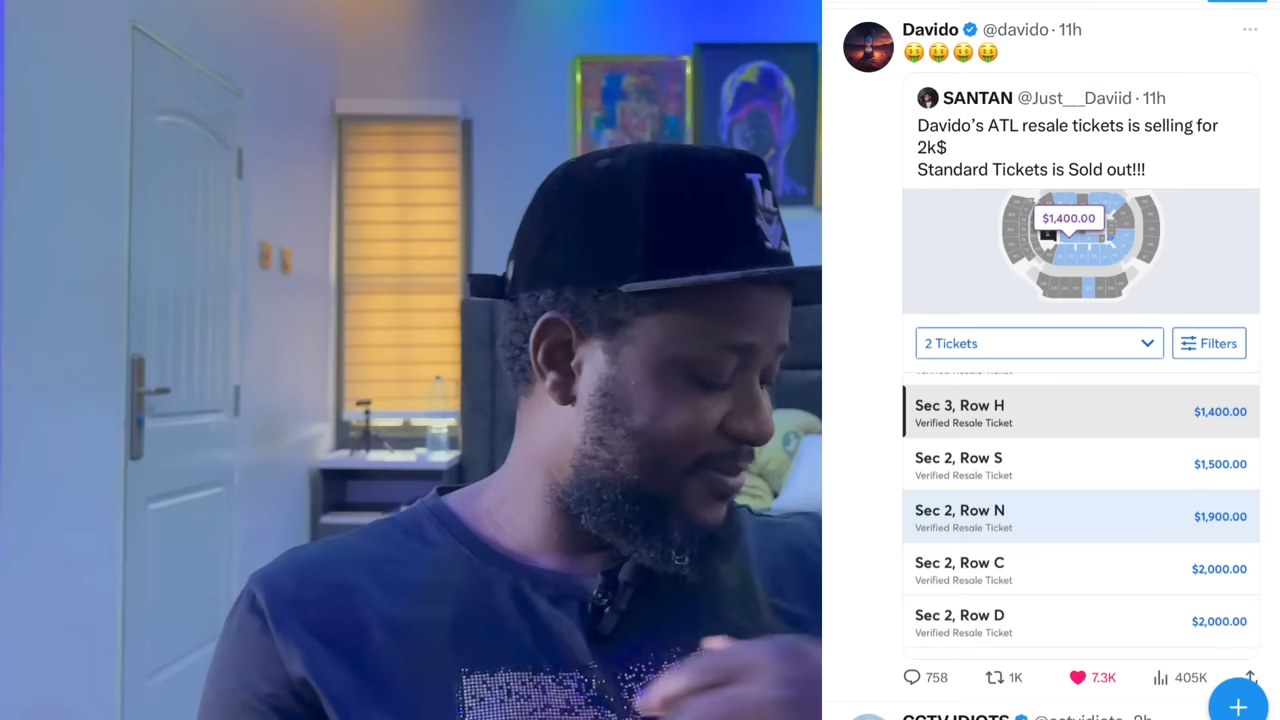 Davido @davido · 11h
🤑🤑🤑🤑
SANTAN @Just__Daviid · 11h
Davido’s ATL resale tickets is selling for
2k$
Standard Tickets is Sold out!!!
$1,400.00
2 Tickets
Filters
Sec 3, Row H
$1,400.00
Verified Resale Ticket
Sec 2, Row S
$1,500.00
Verified Resale Ticket
Sec 2, Row N
$1,900.00
Verified Resale Ticket
Sec 2, Row C
$2,000.00
Verified Resale Ticket
Sec 2, Row D
$2,000.00
Verified Resale Ticket
758 1K 7.3K 405K